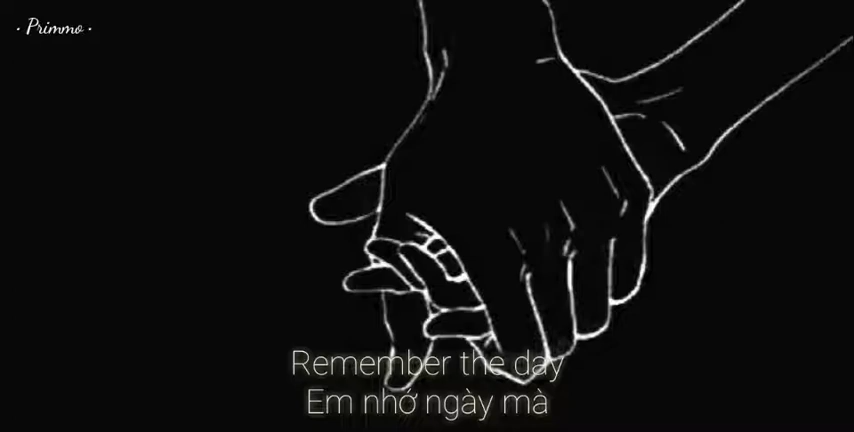 · Primmo ·
Remember the day
Em nhớ ngày mà